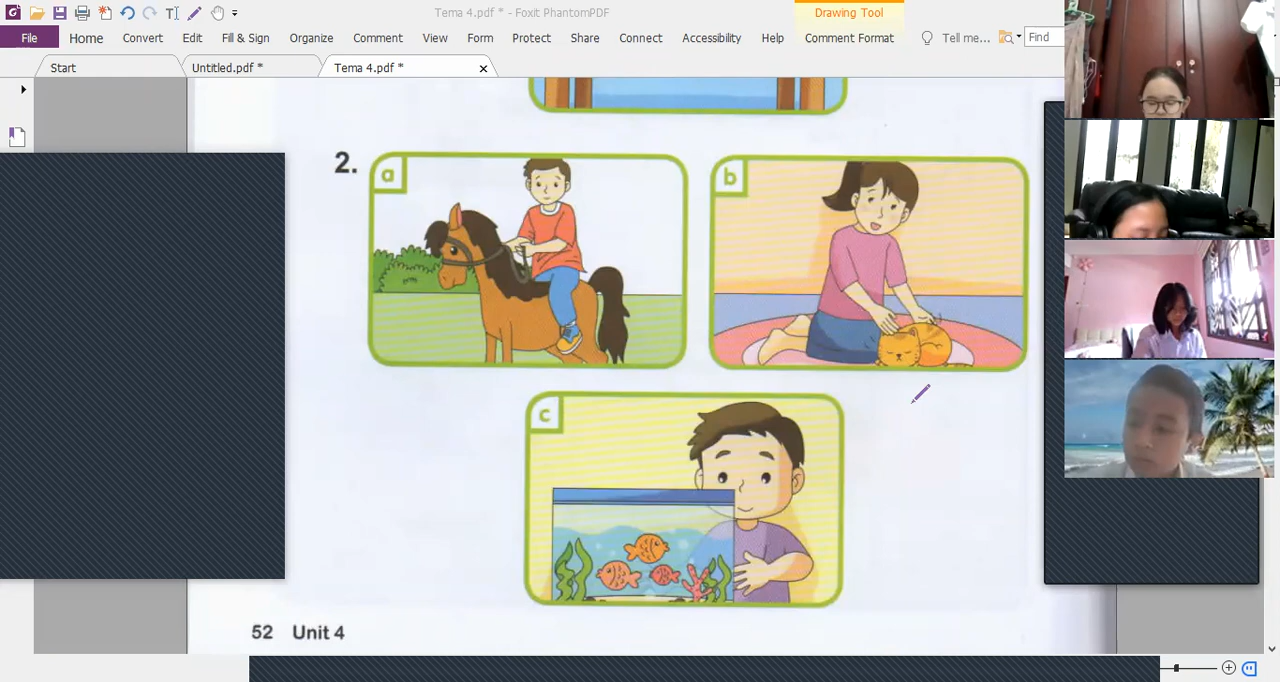 Tema 4.pdf * - Foxit PhantomPDF
Drawing Tool
File Home Convert Edit Fill & Sign Organize Comment View Form Protect Share Connect Accessibility Help Comment Format Tell me... Find
Start Untitled.pdf * Tema 4.pdf *
2.
a
b
c
52 Unit 4